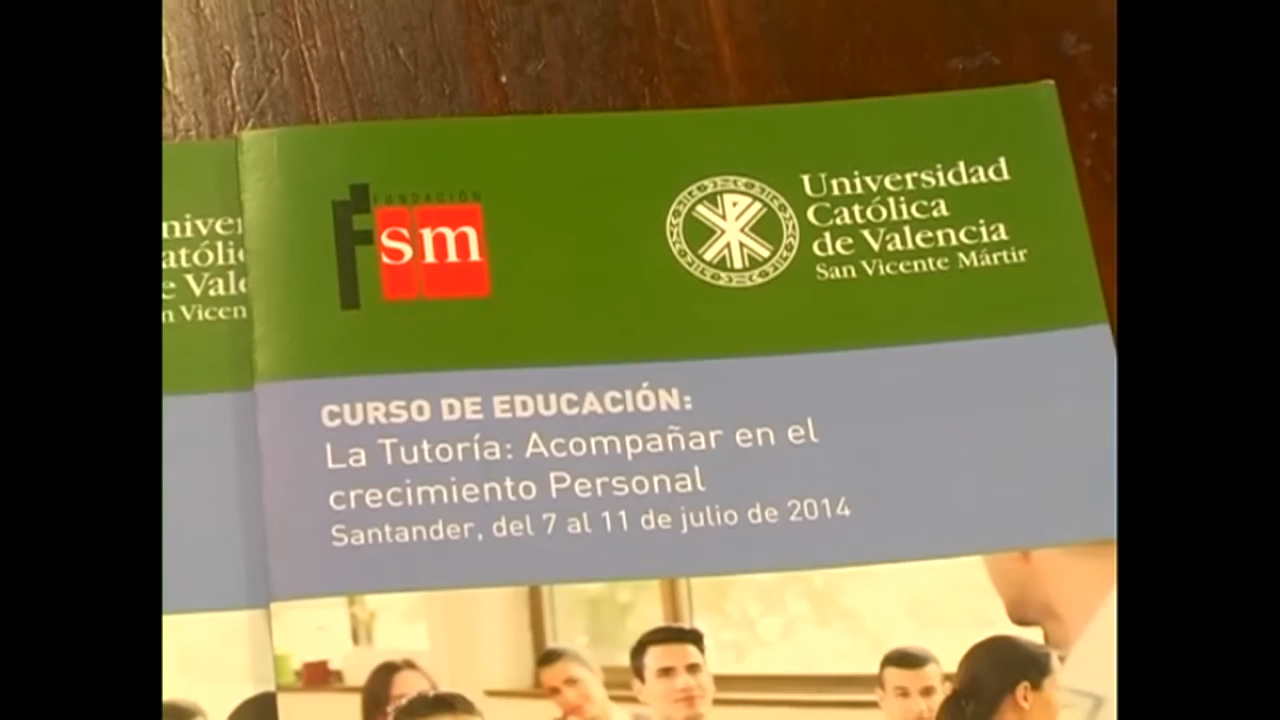 FUNDACIÓN
sm
Universidad
Católica
de Valencia
San Vicente Mártir
CURSO DE EDUCACIÓN:
La Tutoría: Acompañar en el
crecimiento Personal
Santander, del 7 al 11 de julio de 2014